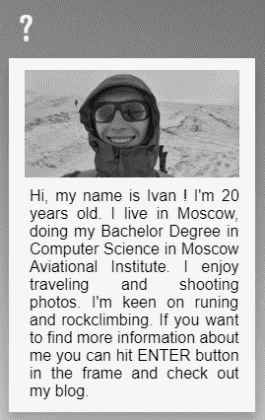 ?
Hi, my name is Ivan ! I'm 20
years old. I live in Moscow,
doing my Bachelor Degree in
Computer Science in Moscow
Aviational Institute. I enjoy
traveling and shooting
photos. I'm keen on runing
and rockclimbing. If you want
to find more information about
me you can hit ENTER button
in the frame and check out
my blog.